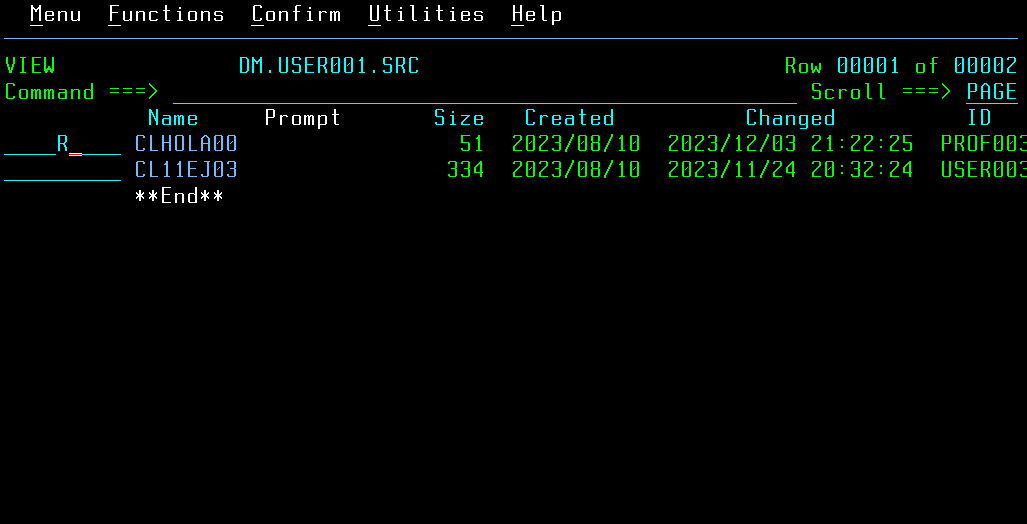 Menu Functions Confirm Utilities Help
VIEW DM.USER001.SRC Row 00001 of 00002
Command ===> Scroll ===> PAGE
Name Prompt Size Created Changed ID
R CLHOLA00 51 2023/08/10 2023/12/03 21:22:25 PROF003
CL11EJ03 334 2023/08/10 2023/11/24 20:32:24 USER003
**End**